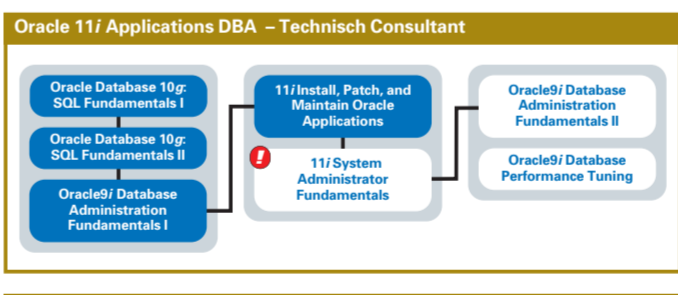 Oracle 11i Applications DBA – Technisch Consultant
Oracle Database 10g:
SQL Fundamentals I
Oracle Database 10g:
SQL Fundamentals II
Oracle9i Database
Administration
Fundamentals I
11i Install, Patch, and
Maintain Oracle
Applications
!
11i System
Administrator
Fundamentals
Oracle9i Database
Administration
Fundamentals II
Oracle9i Database
Performance Tuning